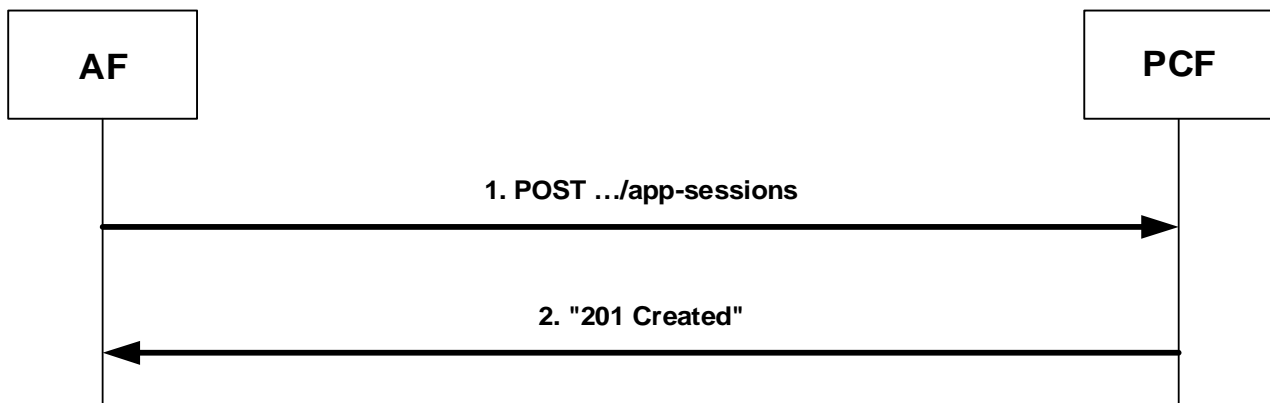 AF
PCF
1. POST …/app-sessions
2. "201 Created"